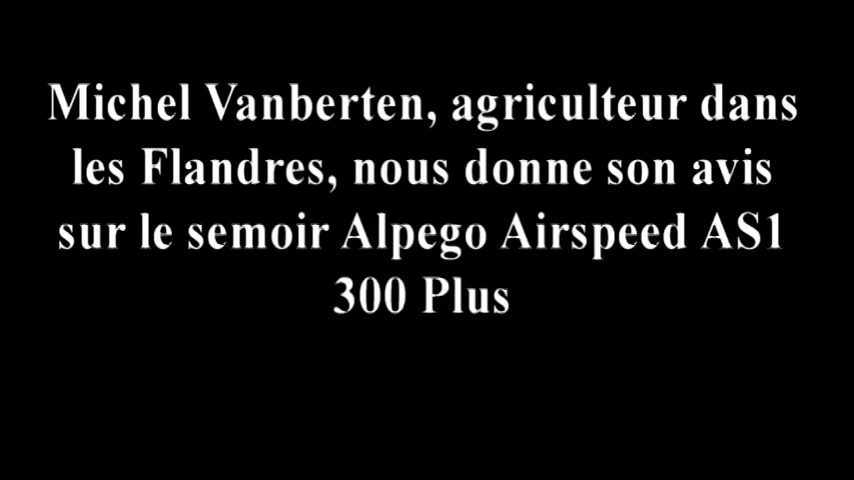 Michel Vanberten, agriculteur dans
les Flandres, nous donne son avis
sur le semoir Alpego Airspeed AS1
300 Plus